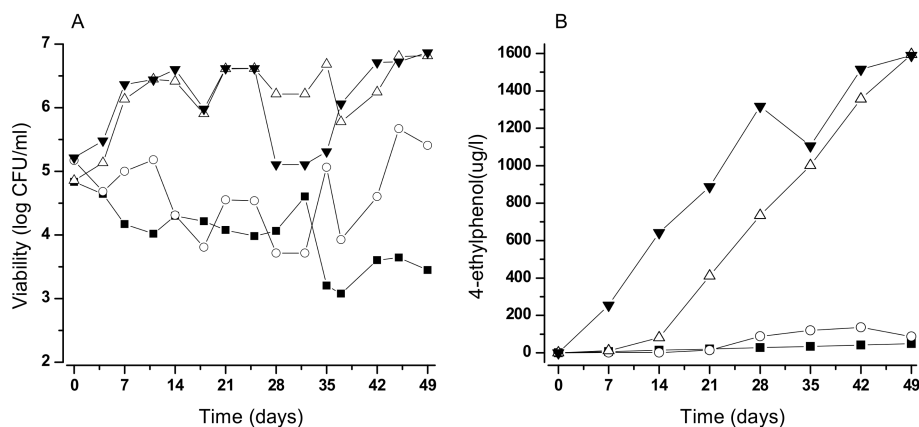 A
Viability (log CFU/ml)
7
6
5
4
3
2
0 7 14 21 28 35 42 49
Time (days)
B
4-ethylphenol(ug/l)
1600
1400
1200
1000
800
600
400
200
0
0 7 14 21 28 35 42 49
Time (days)